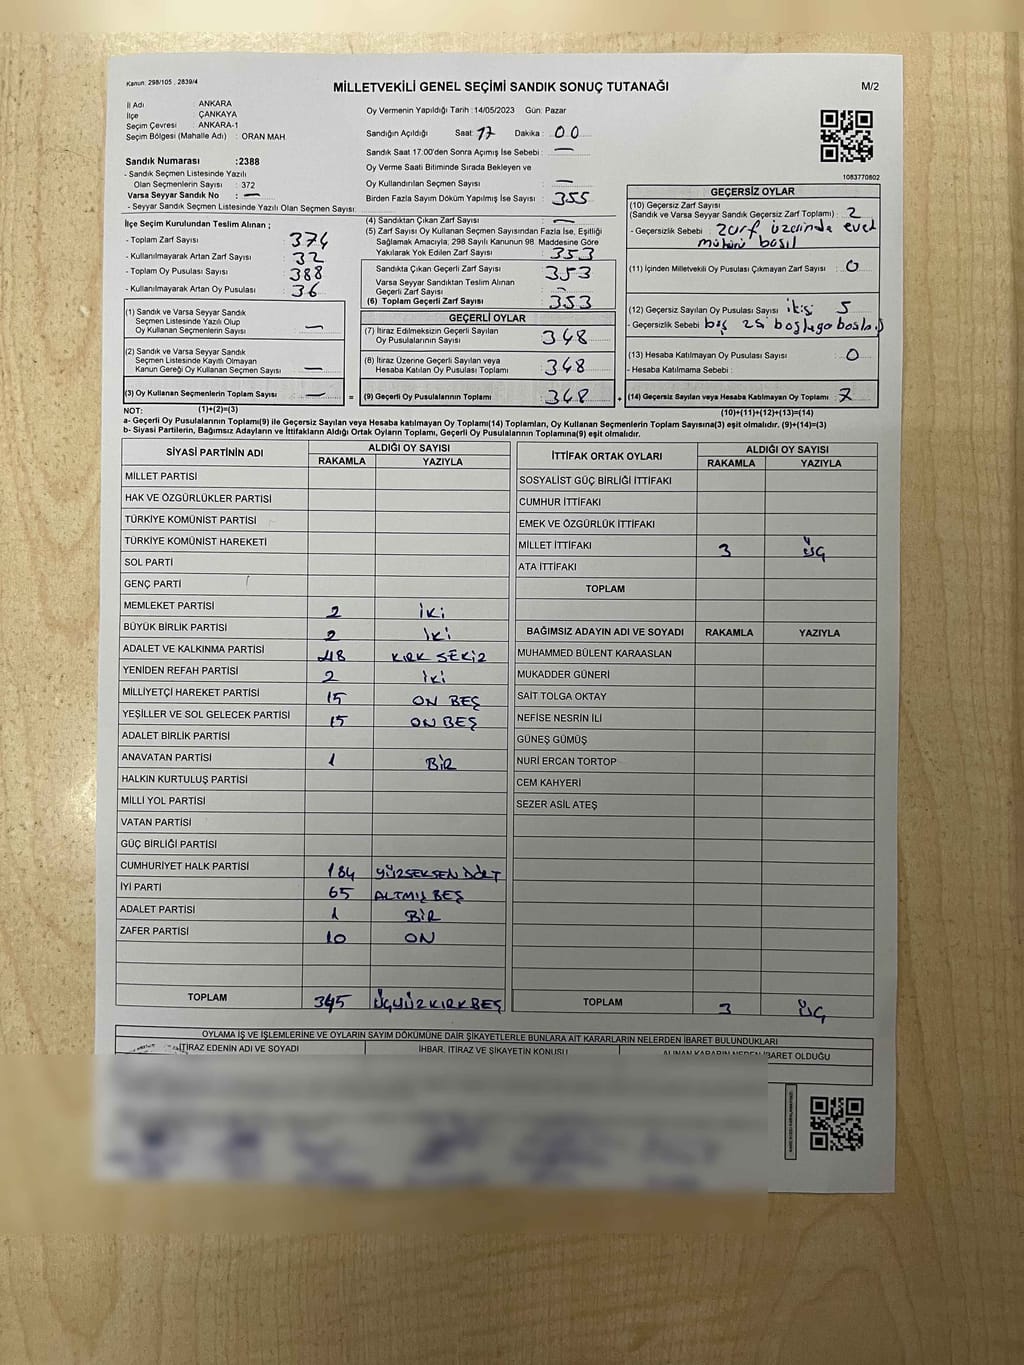 Kanun: 298/105 , 2839/4
MİLLETVEKİLİ GENEL SEÇİMİ SANDIK SONUÇ TUTANAĞI
M/2
İl Adı : ANKARA
İlçe : ÇANKAYA
Seçim Çevresi : ANKARA-1
Seçim Bölgesi (Mahalle Adı) : ORAN MAH
Sandık Numarası :2388
- Sandık Seçmen Listesinde Yazılı
Olan Seçmenlerin Sayısı : 372
Varsa Seyyar Sandık No : —
- Seyyar Sandık Seçmen Listesinde Yazılı Olan Seçmen Sayısı:
Oy Vermenin Yapıldığı Tarih :14/05/2023 Gün: Pazar
Sandığın Açıldığı Saat: 17 Dakika : 00
Sandık Saat 17:00'den Sonra Açımış İse Sebebi : —
Oy Verme Saati Bitiminde Sırada Bekleyen ve
Oy Kullandırılan Seçmen Sayısı : —
Birden Fazla Sayım Döküm Yapılmış İse Sayısı : 355
1083770802
İlçe Seçim Kurulundan Teslim Alınan ;
- Toplam Zarf Sayısı : 374
- Kullanılmayarak Artan Zarf Sayısı : 32
- Toplam Oy Pusulası Sayısı : 388
- Kullanılmayarak Artan Oy Pusulası : 36
(1) Sandık ve Varsa Seyyar Sandık
Seçmen Listesinde Yazılı Olup
Oy Kullanan Seçmenlerin Sayısı : —
(2) Sandık ve Varsa Seyyar Sandık
Seçmen Listesinde Kayıtlı Olmayan
Kanun Gereği Oy Kullanan Seçmen Sayısı : —
(3) Oy Kullanan Seçmenlerin Toplam Sayısı : —
(1)+(2)=(3)
(4) Sandıktan Çıkan Zarf Sayısı : —
(5) Zarf Sayısı Oy Kullanan Seçmen Sayısından Fazla İse, Eşitliği
Sağlamak Amacıyla; 298 Sayılı Kanunun 98. Maddesine Göre
Yakılarak Yok Edilen Zarf Sayısı : 353
Sandıkta Çıkan Geçerli Zarf Sayısı : 353
Varsa Seyyar Sandıktan Teslim Alınan
Geçerli Zarf Sayısı : —
(6) Toplam Geçerli Zarf Sayısı : 353
GEÇERLİ OYLAR
(7) İtiraz Edilmeksizin Geçerli Sayılan
Oy Pusulalarının Sayısı : 348
(8) İtiraz Üzerine Geçerli Sayılan veya
Hesaba Katılan Oy Pusulası Toplamı : 348
= (9) Geçerli Oy Pusulalarının Toplamı : 348 +
GEÇERSİZ OYLAR
(10) Geçersiz Zarf Sayısı
(Sandık ve Varsa Seyyar Sandık Geçersiz Zarf Toplamı) : 2
- Geçersizlik Sebebi : zarf üzerinde evet
mührü basıl
(11) İçinden Milletvekili Oy Pusulası Çıkmayan Zarf Sayısı : 0
(12) Geçersiz Sayılan Oy Pusulası Sayısı : 5
- Geçersizlik Sebebi boş
(13) Hesaba Katılmayan Oy Pusulası Sayısı : 0
- Hesaba Katılmama Sebebi :
(14) Geçersiz Sayılan veya Hesaba Katılmayan Oy Toplamı : 7
(10)+(11)+(12)+(13)=(14)
NOT:
a- Geçerli Oy Pusulalarının Toplamı(9) ile Geçersiz Sayılan veya Hesaba katılmayan Oy Toplamı(14) Toplamları, Oy Kullanan Seçmenlerin Toplam Sayısına(3) eşit olmalıdır. (9)+(14)=(3)
b- Siyasi Partilerin, Bağımsız Adayların ve İttifakların Aldığı Ortak Oyların Toplamı, Geçerli Oy Pusulalarının Toplamına(9) eşit olmalıdır.
SİYASİ PARTİNİN ADI ALDIĞI OY SAYISI
RAKAMLA YAZIYLA
MİLLET PARTİSİ
HAK VE ÖZGÜRLÜKLER PARTİSİ
TÜRKİYE KOMÜNİST PARTİSİ
TÜRKİYE KOMÜNİST HAREKETİ
SOL PARTİ
GENÇ PARTİ
MEMLEKET PARTİSİ 2 İKİ
BÜYÜK BİRLİK PARTİSİ 2 İKİ
ADALET VE KALKINMA PARTİSİ 48 KIRK SEKİZ
YENİDEN REFAH PARTİSİ 2 İKİ
MİLLİYETÇİ HAREKET PARTİSİ 15 ON BEŞ
YEŞİLLER VE SOL GELECEK PARTİSİ 15 ON BEŞ
ADALET BİRLİK PARTİSİ
ANAVATAN PARTİSİ 1 BİR
HALKIN KURTULUŞ PARTİSİ
MİLLİ YOL PARTİSİ
VATAN PARTİSİ
GÜÇ BİRLİĞİ PARTİSİ
CUMHURİYET HALK PARTİSİ 184 YÜZSEKSEN DÖRT
İYİ PARTİ 65 ALTMIŞ BEŞ
ADALET PARTİSİ 1 BİR
ZAFER PARTİSİ 10 ON
TOPLAM 345 ÜÇYÜZKIRKBEŞ
İTTİFAK ORTAK OYLARI ALDIĞI OY SAYISI
RAKAMLA YAZIYLA
SOSYALİST GÜÇ BİRLİĞİ İTTİFAKI
CUMHUR İTTİFAKI
EMEK VE ÖZGÜRLÜK İTTİFAKI
MİLLET İTTİFAKI 3 ÜÇ
ATA İTTİFAKI
TOPLAM
BAĞIMSIZ ADAYIN ADI VE SOYADI RAKAMLA YAZIYLA
MUHAMMED BÜLENT KARAASLAN
MUKADDER GÜNERİ
SAİT TOLGA OKTAY
NEFİSE NESRİN İLİ
GÜNEŞ GÜMÜŞ
NURİ ERCAN TORTOP
CEM KAHYERİ
SEZER ASİL ATEŞ
TOPLAM 3 ÜÇ
OYLAMA İŞ VE İŞLEMLERİNE VE OYLARIN SAYIM DÖKÜMÜNE DAİR ŞİKAYETLERLE BUNLARA AİT KARARLARIN NELERDEN İBARET BULUNDUKLARI
İTİRAZ EDENİN ADI VE SOYADI İHBAR, İTİRAZ VE ŞİKAYETİN KONUSU ALINAN KARARIN NEDEN İBARET OLDUĞU